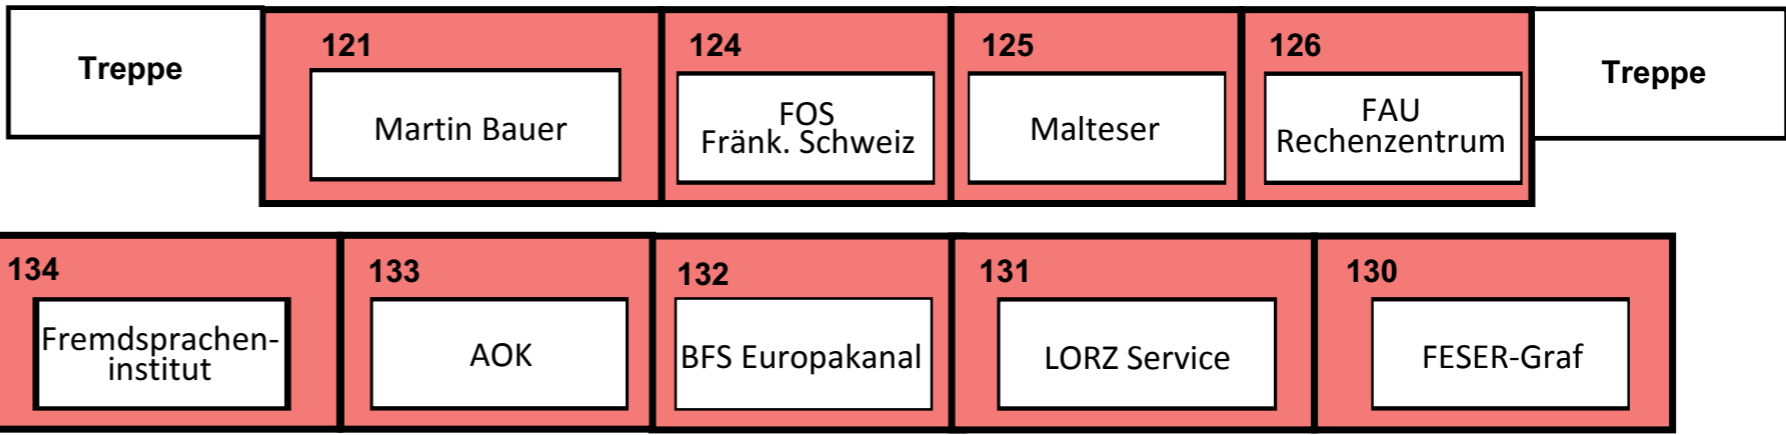 Treppe
121
Martin Bauer
124
FOS
Fränk. Schweiz
125
Malteser
126
FAU
Rechenzentrum
Treppe
134
Fremdsprachen-
institut
133
AOK
132
BFS Europakanal
131
LORZ Service
130
FESER-Graf